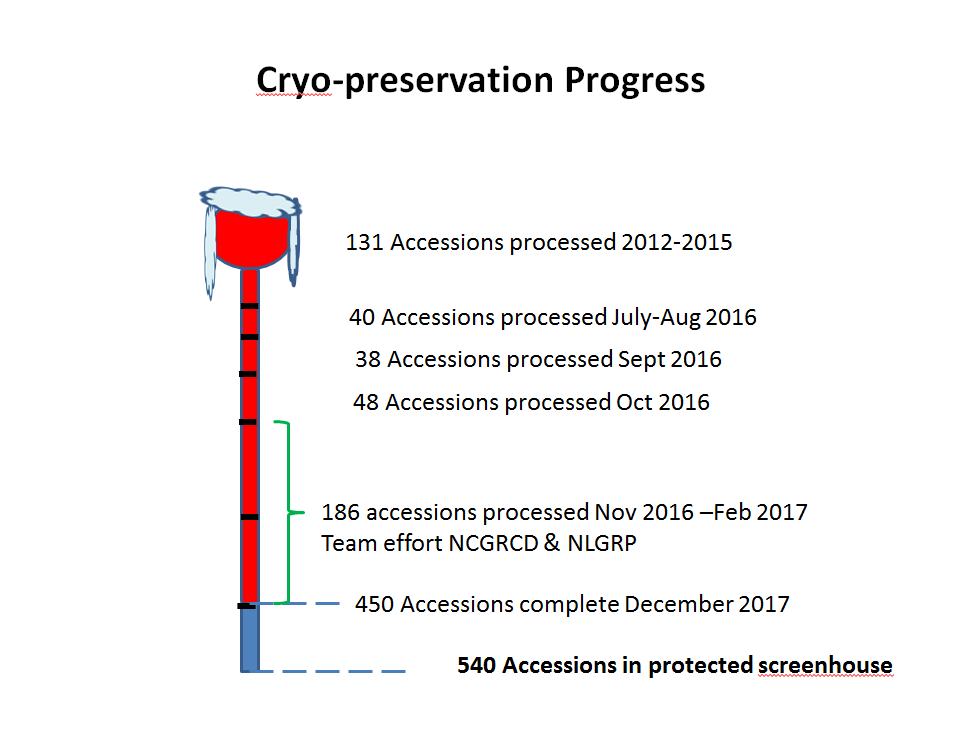 Cryo-preservation Progress
131 Accessions processed 2012-2015
40 Accessions processed July-Aug 2016
38 Accessions processed Sept 2016
48 Accessions processed Oct 2016
186 accessions processed Nov 2016 –Feb 2017
Team effort NCGRCD & NLGRP
450 Accessions complete December 2017
540 Accessions in protected screenhouse